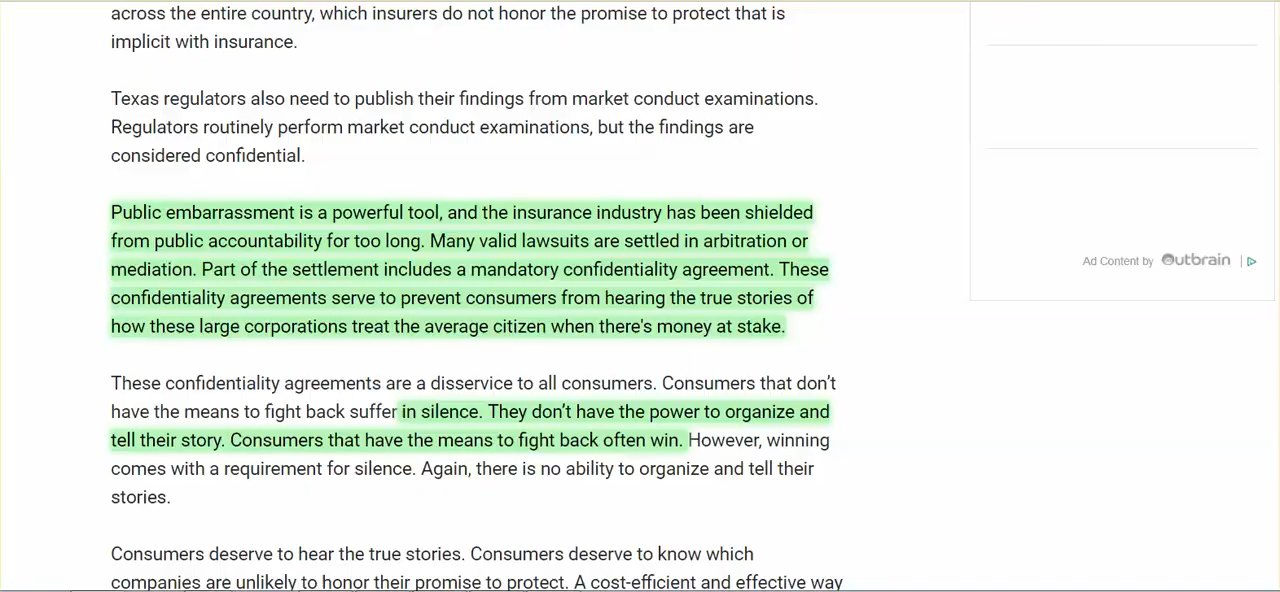 across the entire country, which insurers do not honor the promise to protect that is
implicit with insurance.
Texas regulators also need to publish their findings from market conduct examinations.
Regulators routinely perform market conduct examinations, but the findings are
considered confidential.
Public embarrassment is a powerful tool, and the insurance industry has been shielded
from public accountability for too long. Many valid lawsuits are settled in arbitration or
mediation. Part of the settlement includes a mandatory confidentiality agreement. These
confidentiality agreements serve to prevent consumers from hearing the true stories of
how these large corporations treat the average citizen when there's money at stake.
These confidentiality agreements are a disservice to all consumers. Consumers that don’t
have the means to fight back suffer in silence. They don’t have the power to organize and
tell their story. Consumers that have the means to fight back often win. However, winning
comes with a requirement for silence. Again, there is no ability to organize and tell their
stories.
Consumers deserve to hear the true stories. Consumers deserve to know which
companies are unlikely to honor their promise to protect. A cost-efficient and effective way
Ad Content by Outbrain |